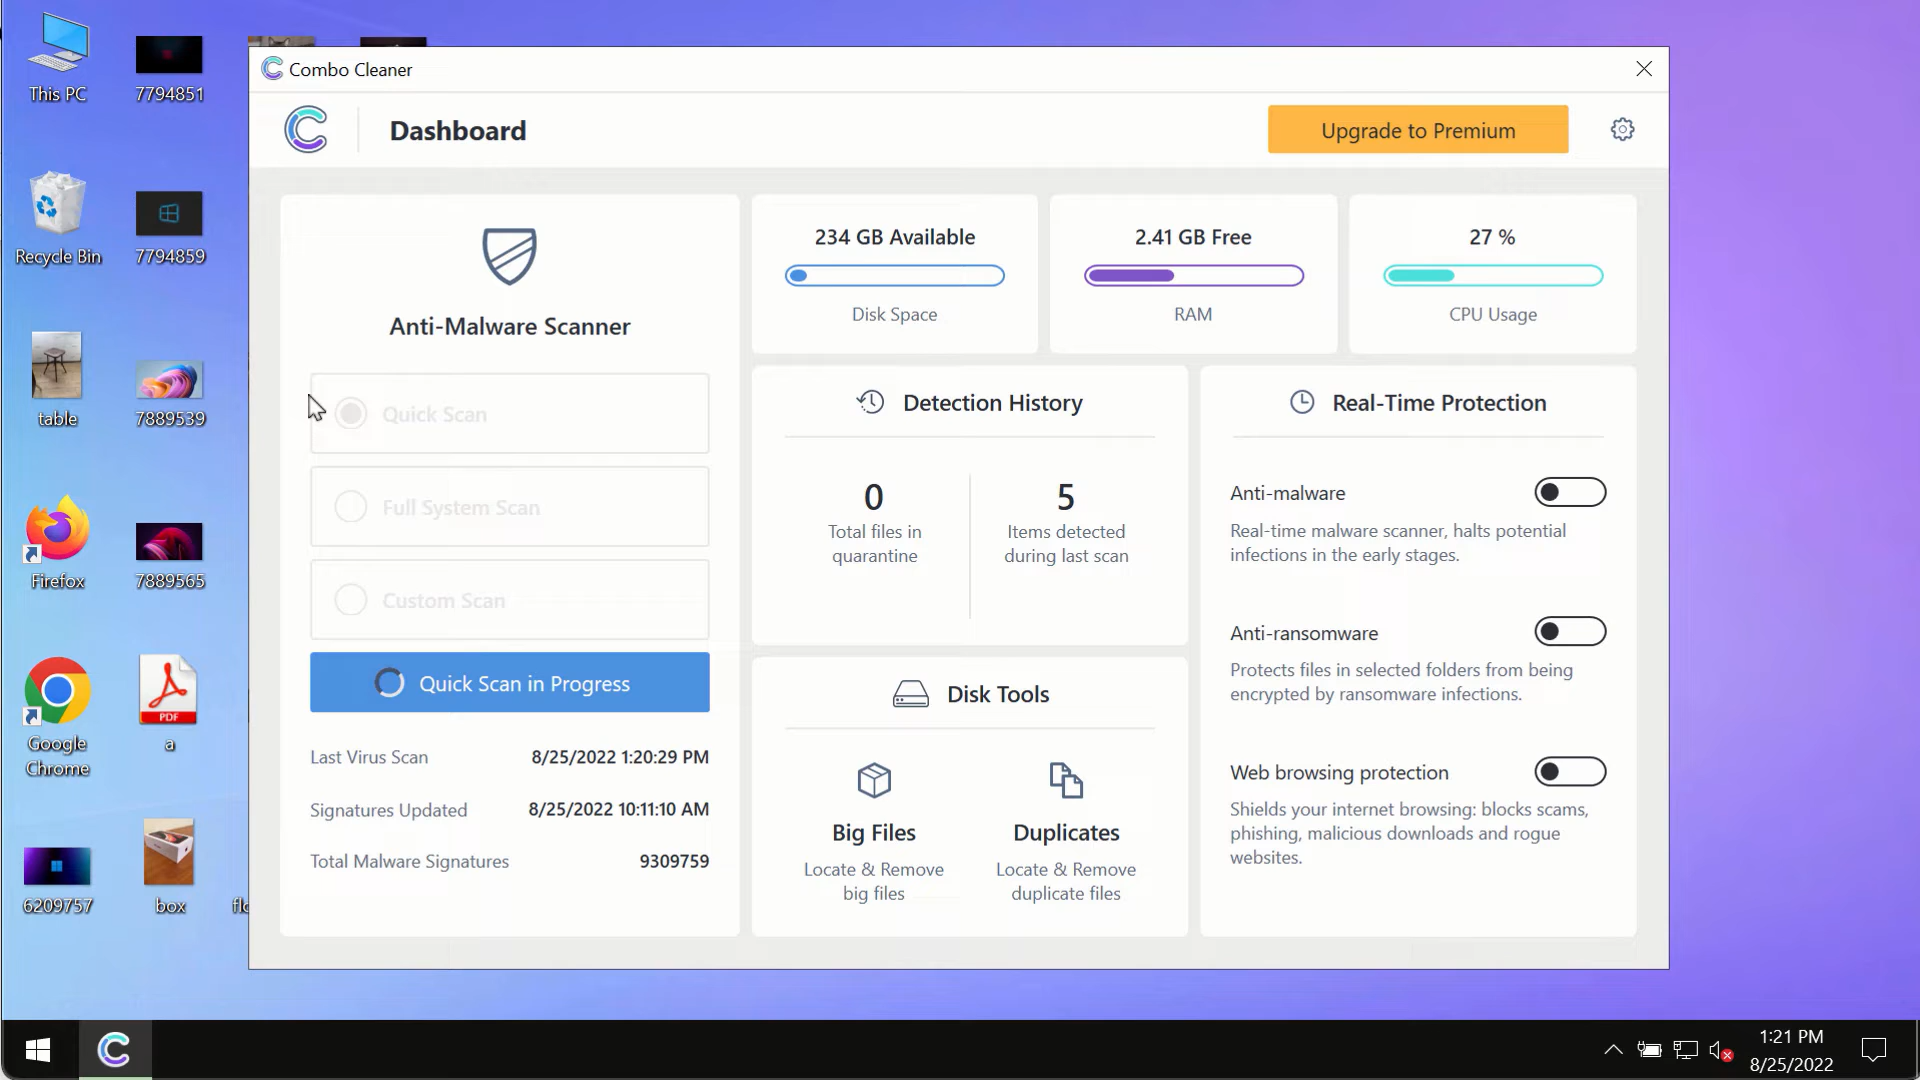 This PC
7794851
Recycle Bin
7794859
table
7889539
Firefox
7889565
Google
Chrome
PDF
a
6209757
box
Combo Cleaner
Dashboard
Upgrade to Premium
Anti-Malware Scanner
Quick Scan
Full System Scan
Custom Scan
Quick Scan in Progress
Last Virus Scan 8/25/2022 1:20:29 PM
Signatures Updated 8/25/2022 10:11:10 AM
Total Malware Signatures 9309759
234 GB Available
Disk Space
2.41 GB Free
RAM
27 %
CPU Usage
Detection History
0
Total files in
quarantine
5
Items detected
during last scan
Disk Tools
Big Files
Locate & Remove
big files
Duplicates
Locate & Remove
duplicate files
Real-Time Protection
Anti-malware
Real-time malware scanner, halts potential
infections in the early stages.
Anti-ransomware
Protects files in selected folders from being
encrypted by ransomware infections.
Web browsing protection
Shields your internet browsing: blocks scams,
phishing, malicious downloads and rogue
websites.
1:21 PM
8/25/2022